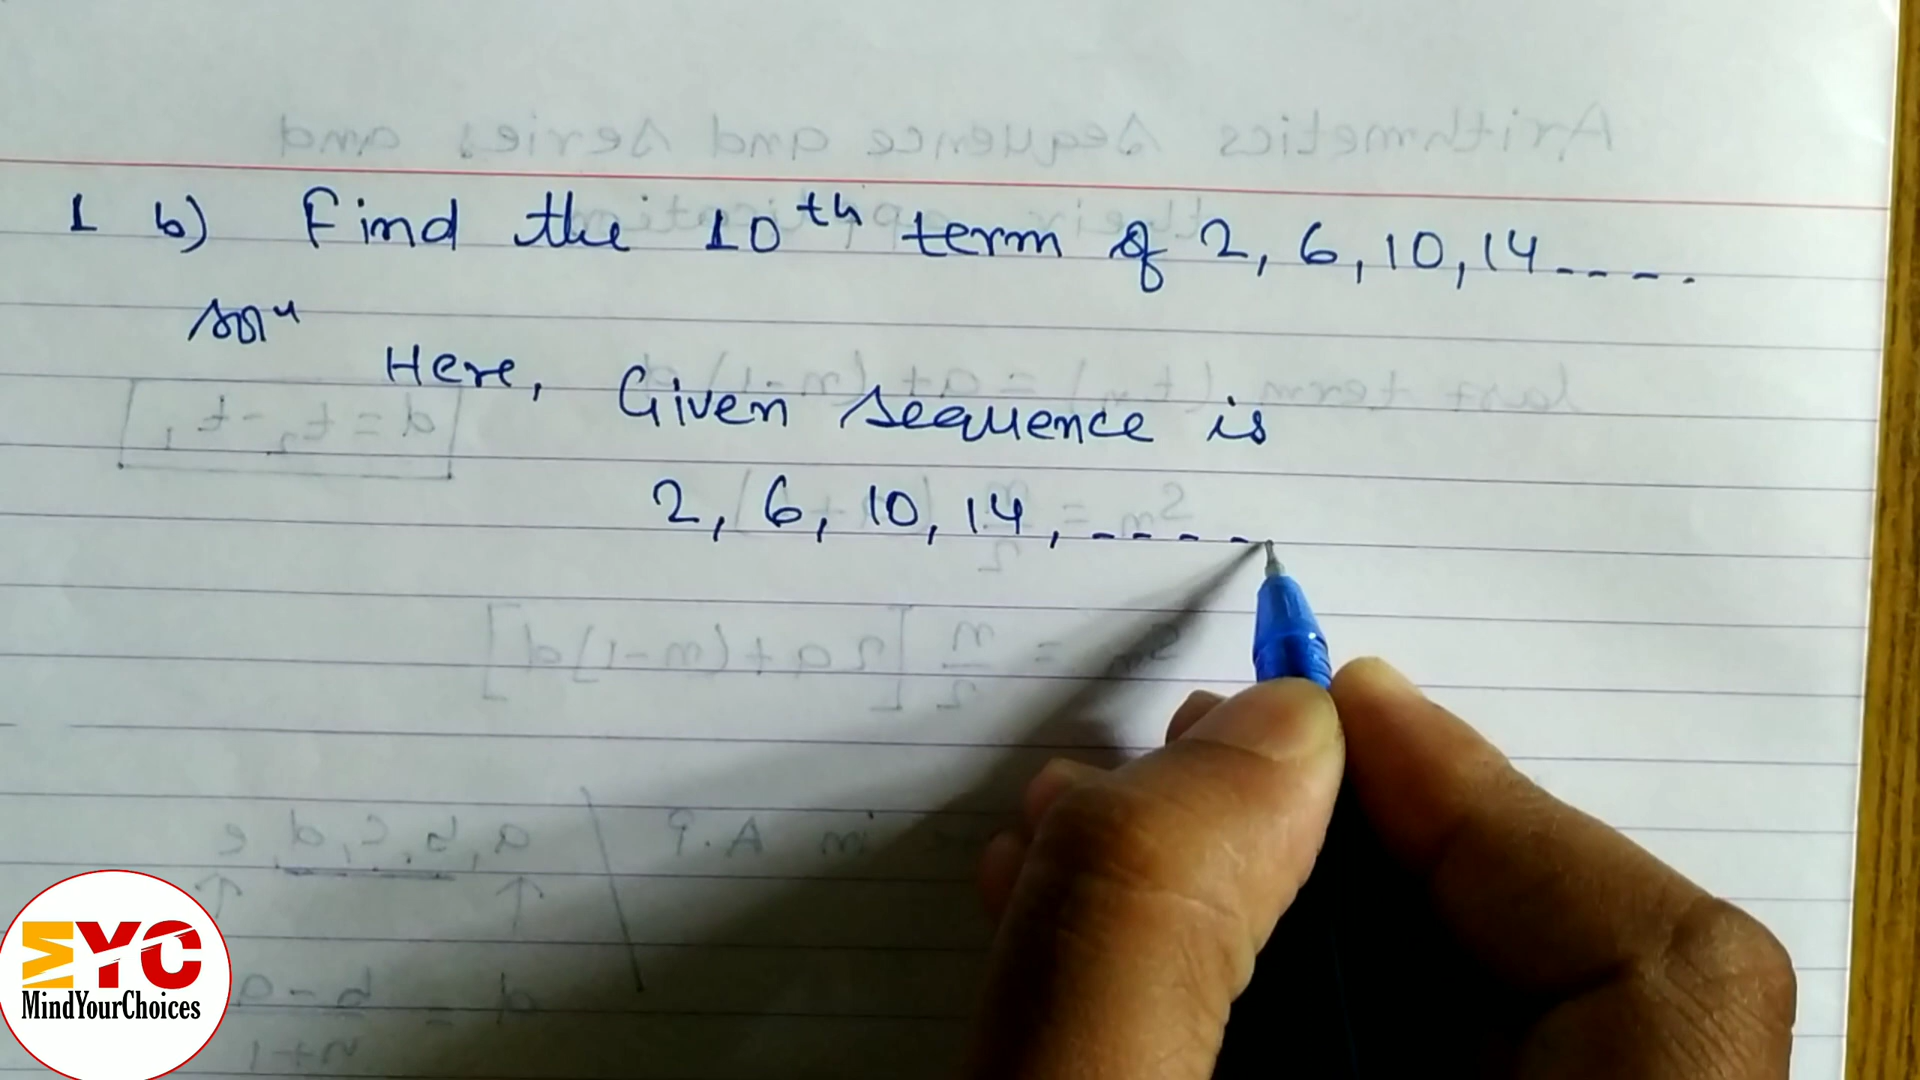 1 b) Find the 10th term of 2, 6, 10, 14 - - - -.
Soln
Here, Given sequence is
2, 6, 10, 14, - - - -
MYC
MindYourChoices